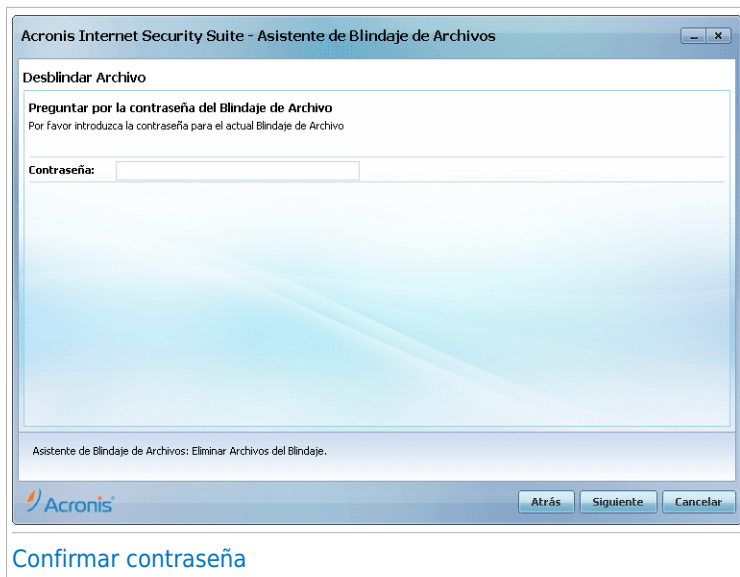 Acronis Internet Security Suite - Asistente de Blindaje de Archivos
Desblindar Archivo
Preguntar por la contraseña del Blindaje de Archivo
Por favor introduzca la contraseña para el actual Blindaje de Archivo
Contraseña:
Asistente de Blindaje de Archivos: Eliminar Archivos del Blindaje.
Acronis
Atrás Siguiente Cancelar
Confirmar contraseña